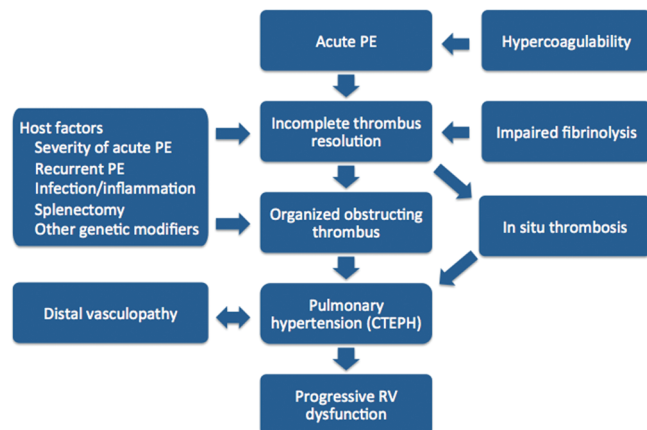 Acute PE
Hypercoagulability
Host factors
Severity of acute PE
Recurrent PE
Infection/inflammation
Splenectomy
Other genetic modifiers
Incomplete thrombus
resolution
Impaired fibrinolysis
Organized obstructing
thrombus
In situ thrombosis
Distal vasculopathy
Pulmonary
hypertension (CTEPH)
Progressive RV
dysfunction